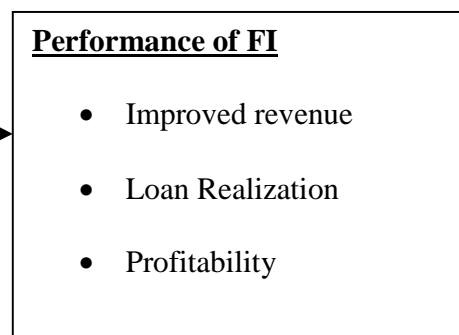 Performance of FI
• Improved revenue
• Loan Realization
• Profitability